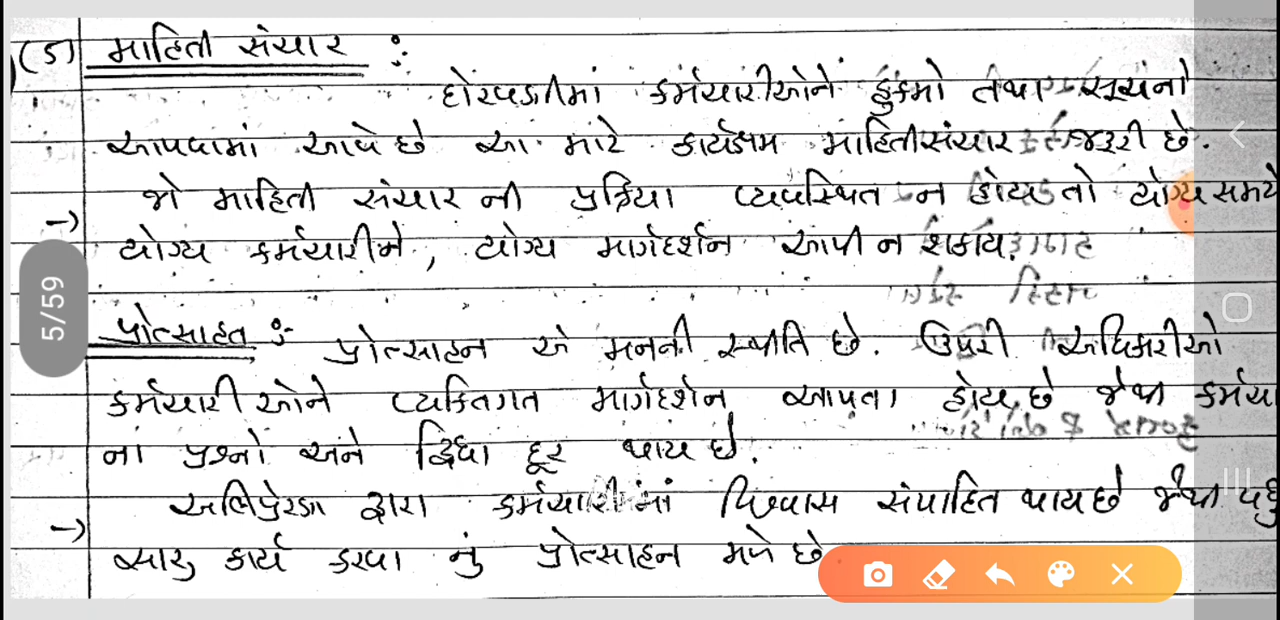 (5) માહિતી સંચાર :
દોરવણીમાં કર્મચારીઓને હુકમો તથા સૂચનો
આપવામાં આવે છે આ માટે કાર્યક્ષમ માહિતીસંચાર જરૂરી છે.
જો માહિતી સંચાર ની પ્રક્રિયા વ્યવસ્થિત ન હોય તો યોગ્ય સમયે
→ યોગ્ય કર્મચારીને, યોગ્ય માર્ગદર્શન આપી ન શકાય.
5/59
પ્રોત્સાહન :- પ્રોત્સાહન એ મનની સ્થિતિ છે. ઉપરી અધિકારીઓ
કર્મચારીઓને વ્યક્તિગત માર્ગદર્શન આપતા હોય છે જેથી કર્મચા
ના પ્રશ્નો અને દ્વિધા દૂર થાય છે.
અભિપ્રેરણા દ્વારા કર્મચારીમાં વિશ્વાસ સંપાદિત થાય છે જેથી વધુ
→ સારુ કાર્ય કરવા નું પ્રોત્સાહન મળે છે